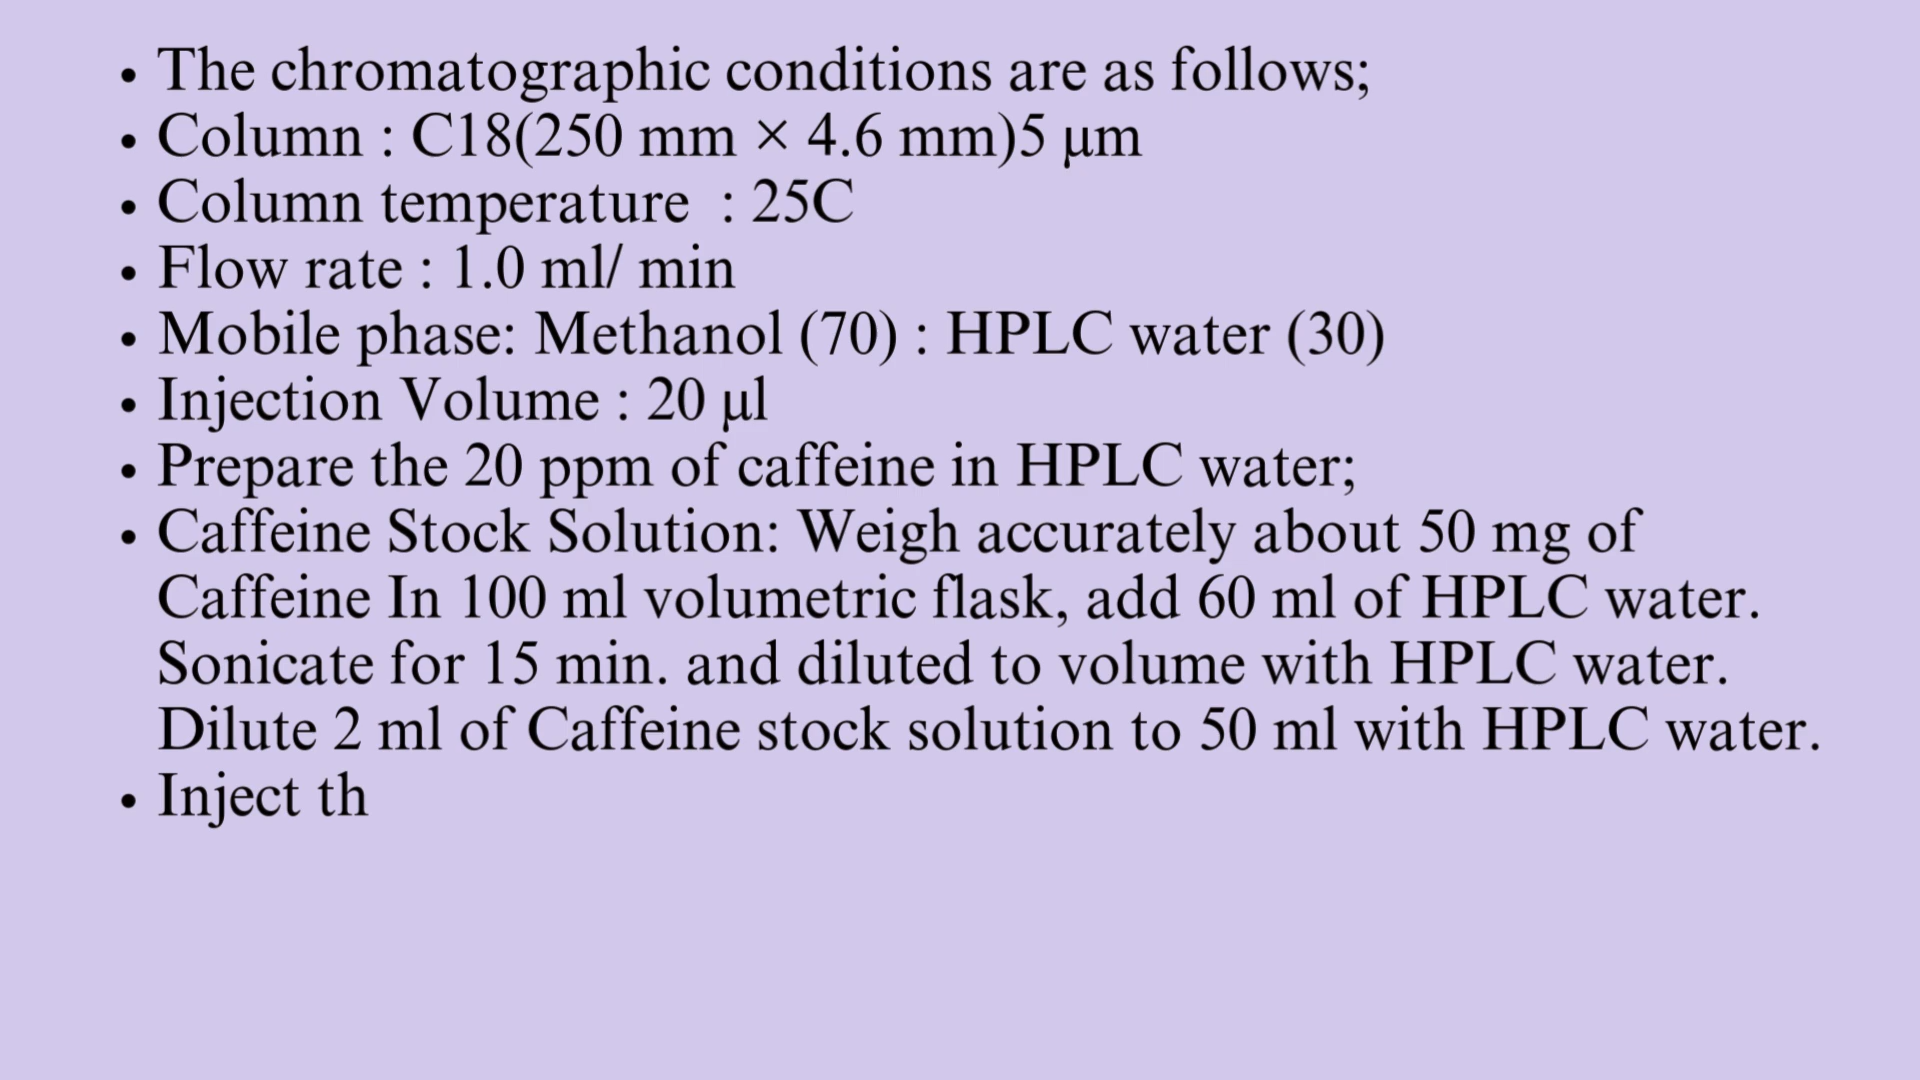 • The chromatographic conditions are as follows;
• Column : C18(250 mm × 4.6 mm)5 µm
• Column temperature  : 25C
• Flow rate : 1.0 ml/ min
• Mobile phase: Methanol (70) : HPLC water (30)
• Injection Volume : 20 µl
• Prepare the 20 ppm of caffeine in HPLC water;
• Caffeine Stock Solution: Weigh accurately about 50 mg of
Caffeine In 100 ml volumetric flask, add 60 ml of HPLC water.
Sonicate for 15 min. and diluted to volume with HPLC water.
Dilute 2 ml of Caffeine stock solution to 50 ml with HPLC water.
• Inject th